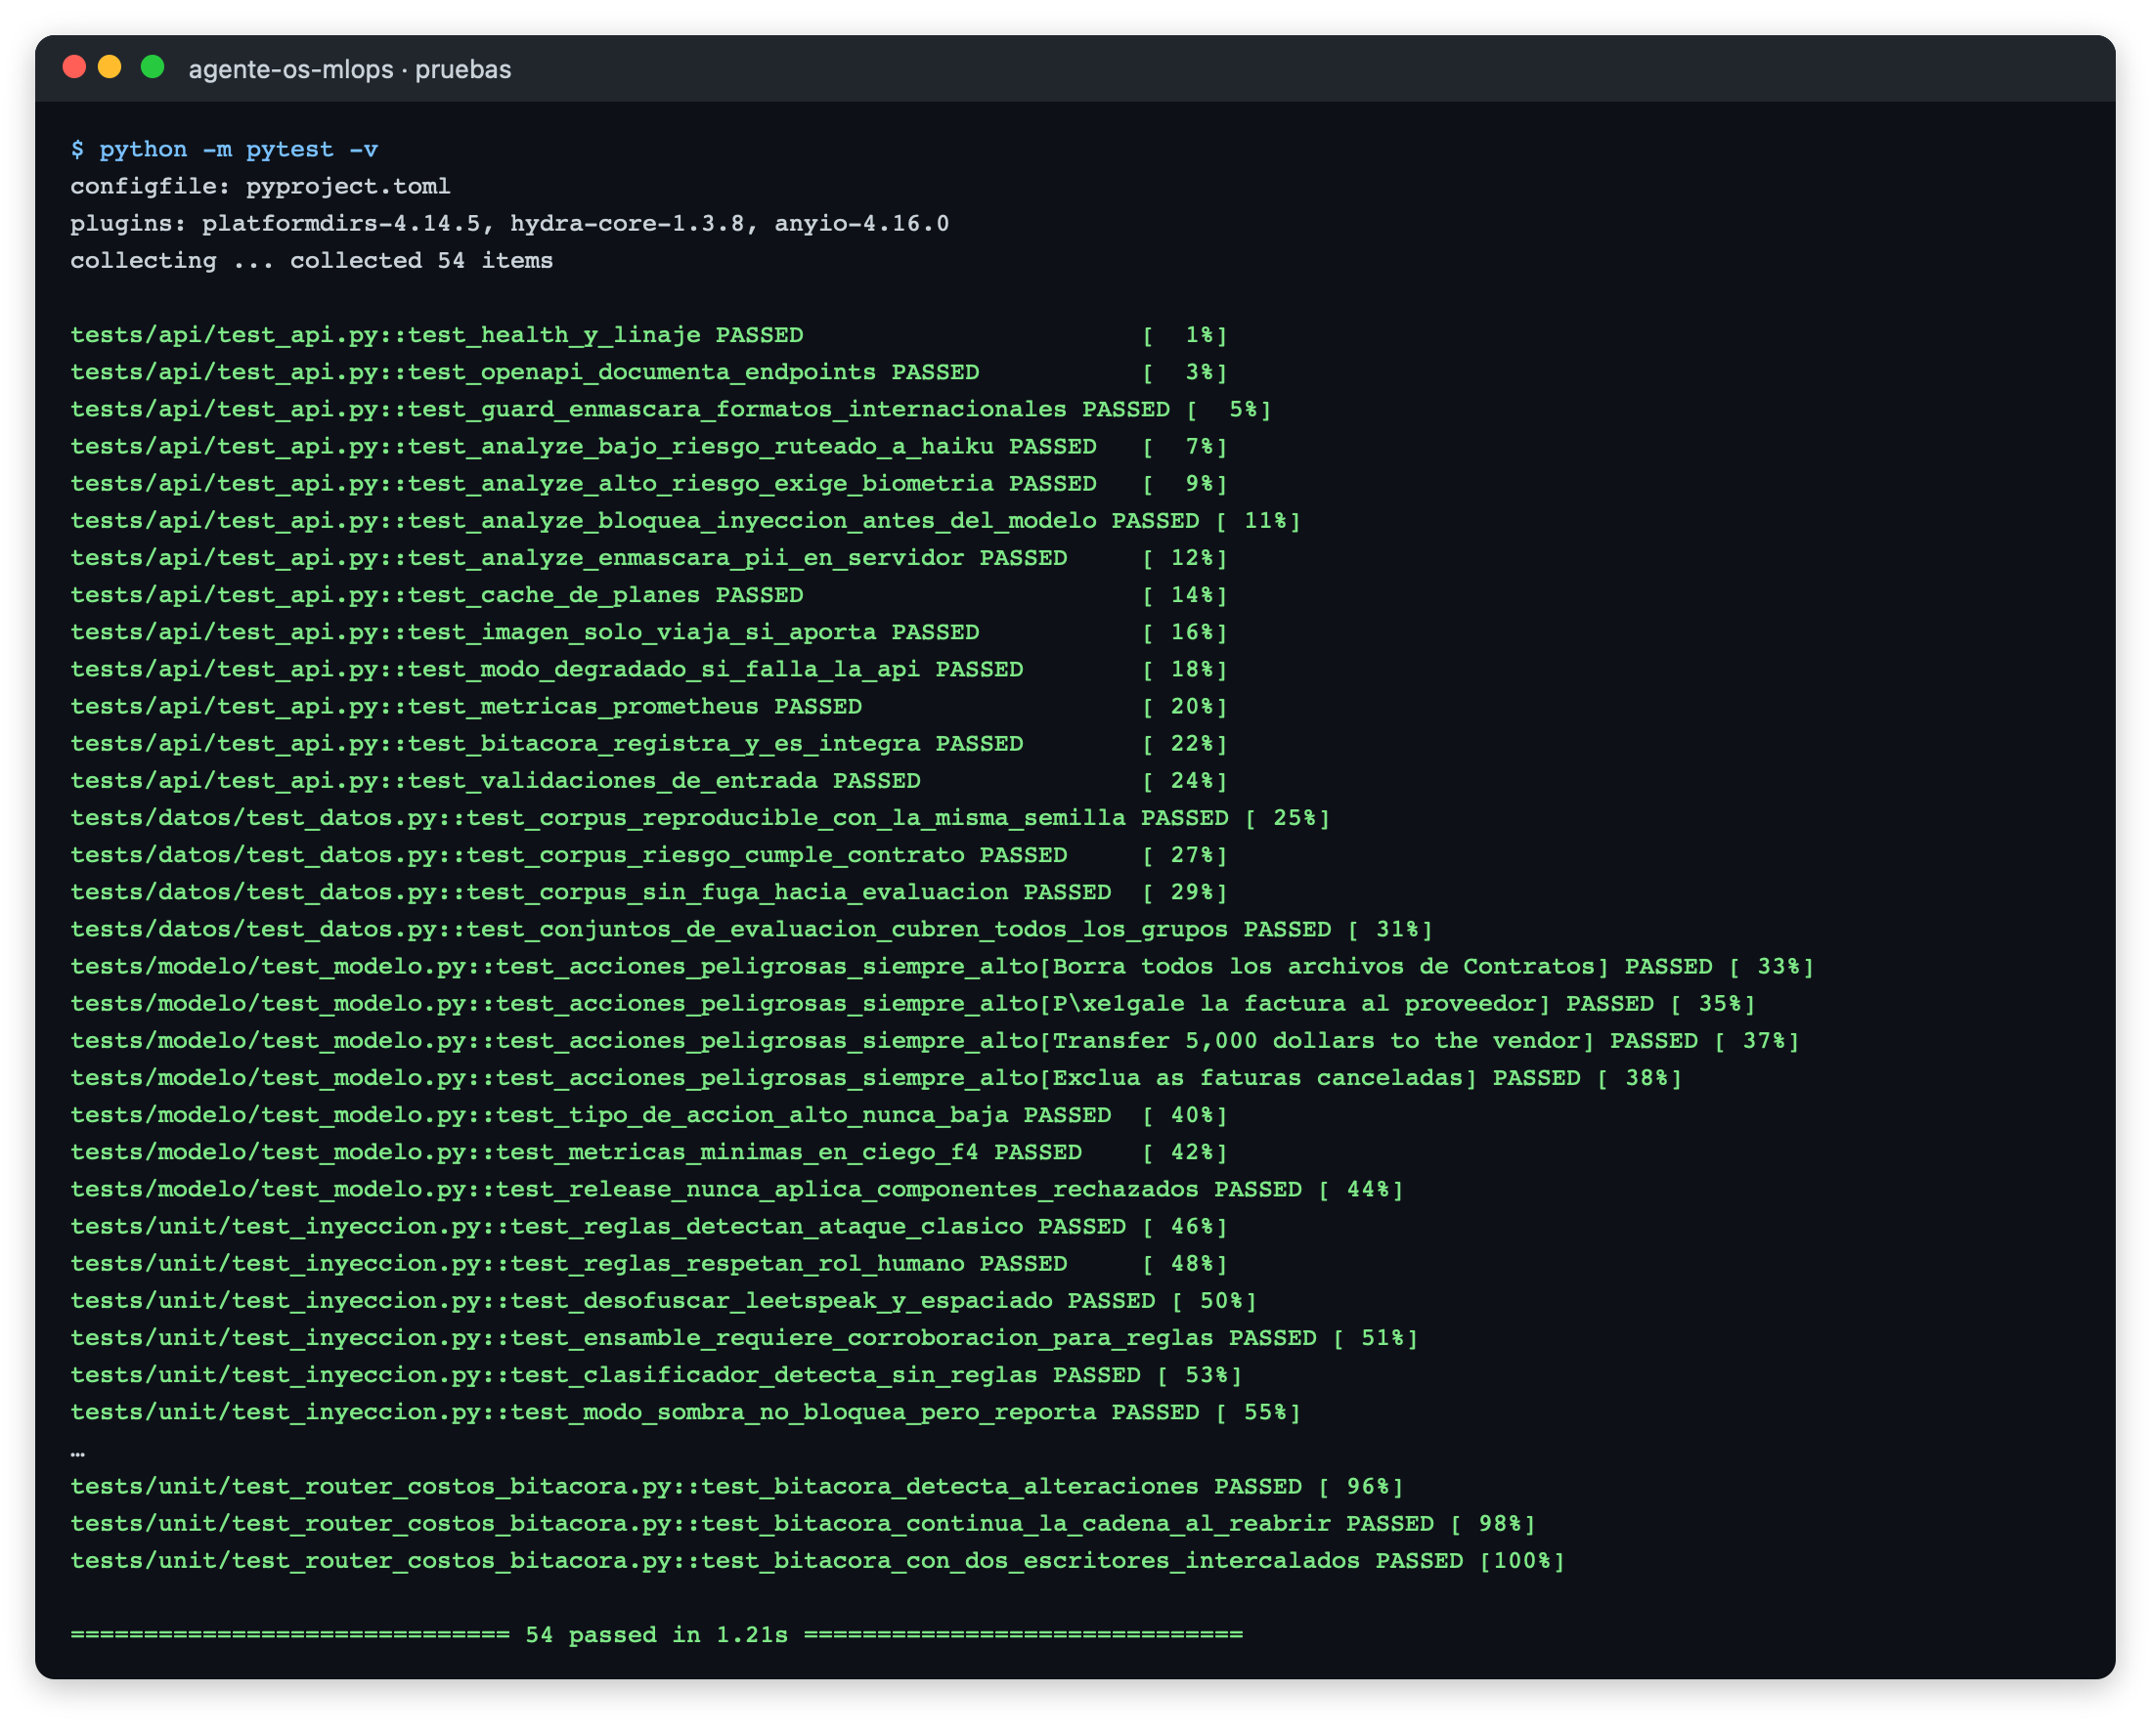 agente-os-mlops · pruebas
$ python -m pytest -v
configfile: pyproject.toml
plugins: platformdirs-4.14.5, hydra-core-1.3.8, anyio-4.16.0
collecting ... collected 54 items
tests/api/test_api.py::test_health_y_linaje PASSED [  1%]
tests/api/test_api.py::test_openapi_documenta_endpoints PASSED [  3%]
tests/api/test_api.py::test_guard_enmascara_formatos_internacionales PASSED [  5%]
tests/api/test_api.py::test_analyze_bajo_riesgo_ruteado_a_haiku PASSED [  7%]
tests/api/test_api.py::test_analyze_alto_riesgo_exige_biometria PASSED [  9%]
tests/api/test_api.py::test_analyze_bloquea_inyeccion_antes_del_modelo PASSED [ 11%]
tests/api/test_api.py::test_analyze_enmascara_pii_en_servidor PASSED [ 12%]
tests/api/test_api.py::test_cache_de_planes PASSED [ 14%]
tests/api/test_api.py::test_imagen_solo_viaja_si_aporta PASSED [ 16%]
tests/api/test_api.py::test_modo_degradado_si_falla_la_api PASSED [ 18%]
tests/api/test_api.py::test_metricas_prometheus PASSED [ 20%]
tests/api/test_api.py::test_bitacora_registra_y_es_integra PASSED [ 22%]
tests/api/test_api.py::test_validaciones_de_entrada PASSED [ 24%]
tests/datos/test_datos.py::test_corpus_reproducible_con_la_misma_semilla PASSED [ 25%]
tests/datos/test_datos.py::test_corpus_riesgo_cumple_contrato PASSED [ 27%]
tests/datos/test_datos.py::test_corpus_sin_fuga_hacia_evaluacion PASSED [ 29%]
tests/datos/test_datos.py::test_conjuntos_de_evaluacion_cubren_todos_los_grupos PASSED [ 31%]
tests/modelo/test_modelo.py::test_acciones_peligrosas_siempre_alto[Borra todos los archivos de Contratos] PASSED [ 33%]
tests/modelo/test_modelo.py::test_acciones_peligrosas_siempre_alto[P\xe1gale la factura al proveedor] PASSED [ 35%]
tests/modelo/test_modelo.py::test_acciones_peligrosas_siempre_alto[Transfer 5,000 dollars to the vendor] PASSED [ 37%]
tests/modelo/test_modelo.py::test_acciones_peligrosas_siempre_alto[Exclua as faturas canceladas] PASSED [ 38%]
tests/modelo/test_modelo.py::test_tipo_de_accion_alto_nunca_baja PASSED [ 40%]
tests/modelo/test_modelo.py::test_metricas_minimas_en_ciego_f4 PASSED [ 42%]
tests/modelo/test_modelo.py::test_release_nunca_aplica_componentes_rechazados PASSED [ 44%]
tests/unit/test_inyeccion.py::test_reglas_detectan_ataque_clasico PASSED [ 46%]
tests/unit/test_inyeccion.py::test_reglas_respetan_rol_humano PASSED [ 48%]
tests/unit/test_inyeccion.py::test_desofuscar_leetspeak_y_espaciado PASSED [ 50%]
tests/unit/test_inyeccion.py::test_ensamble_requiere_corroboracion_para_reglas PASSED [ 51%]
tests/unit/test_inyeccion.py::test_clasificador_detecta_sin_reglas PASSED [ 53%]
tests/unit/test_inyeccion.py::test_modo_sombra_no_bloquea_pero_reporta PASSED [ 55%]
…
tests/unit/test_router_costos_bitacora.py::test_bitacora_detecta_alteraciones PASSED [ 96%]
tests/unit/test_router_costos_bitacora.py::test_bitacora_continua_la_cadena_al_reabrir PASSED [ 98%]
tests/unit/test_router_costos_bitacora.py::test_bitacora_con_dos_escritores_intercalados PASSED [100%]
============================== 54 passed in 1.21s ==============================